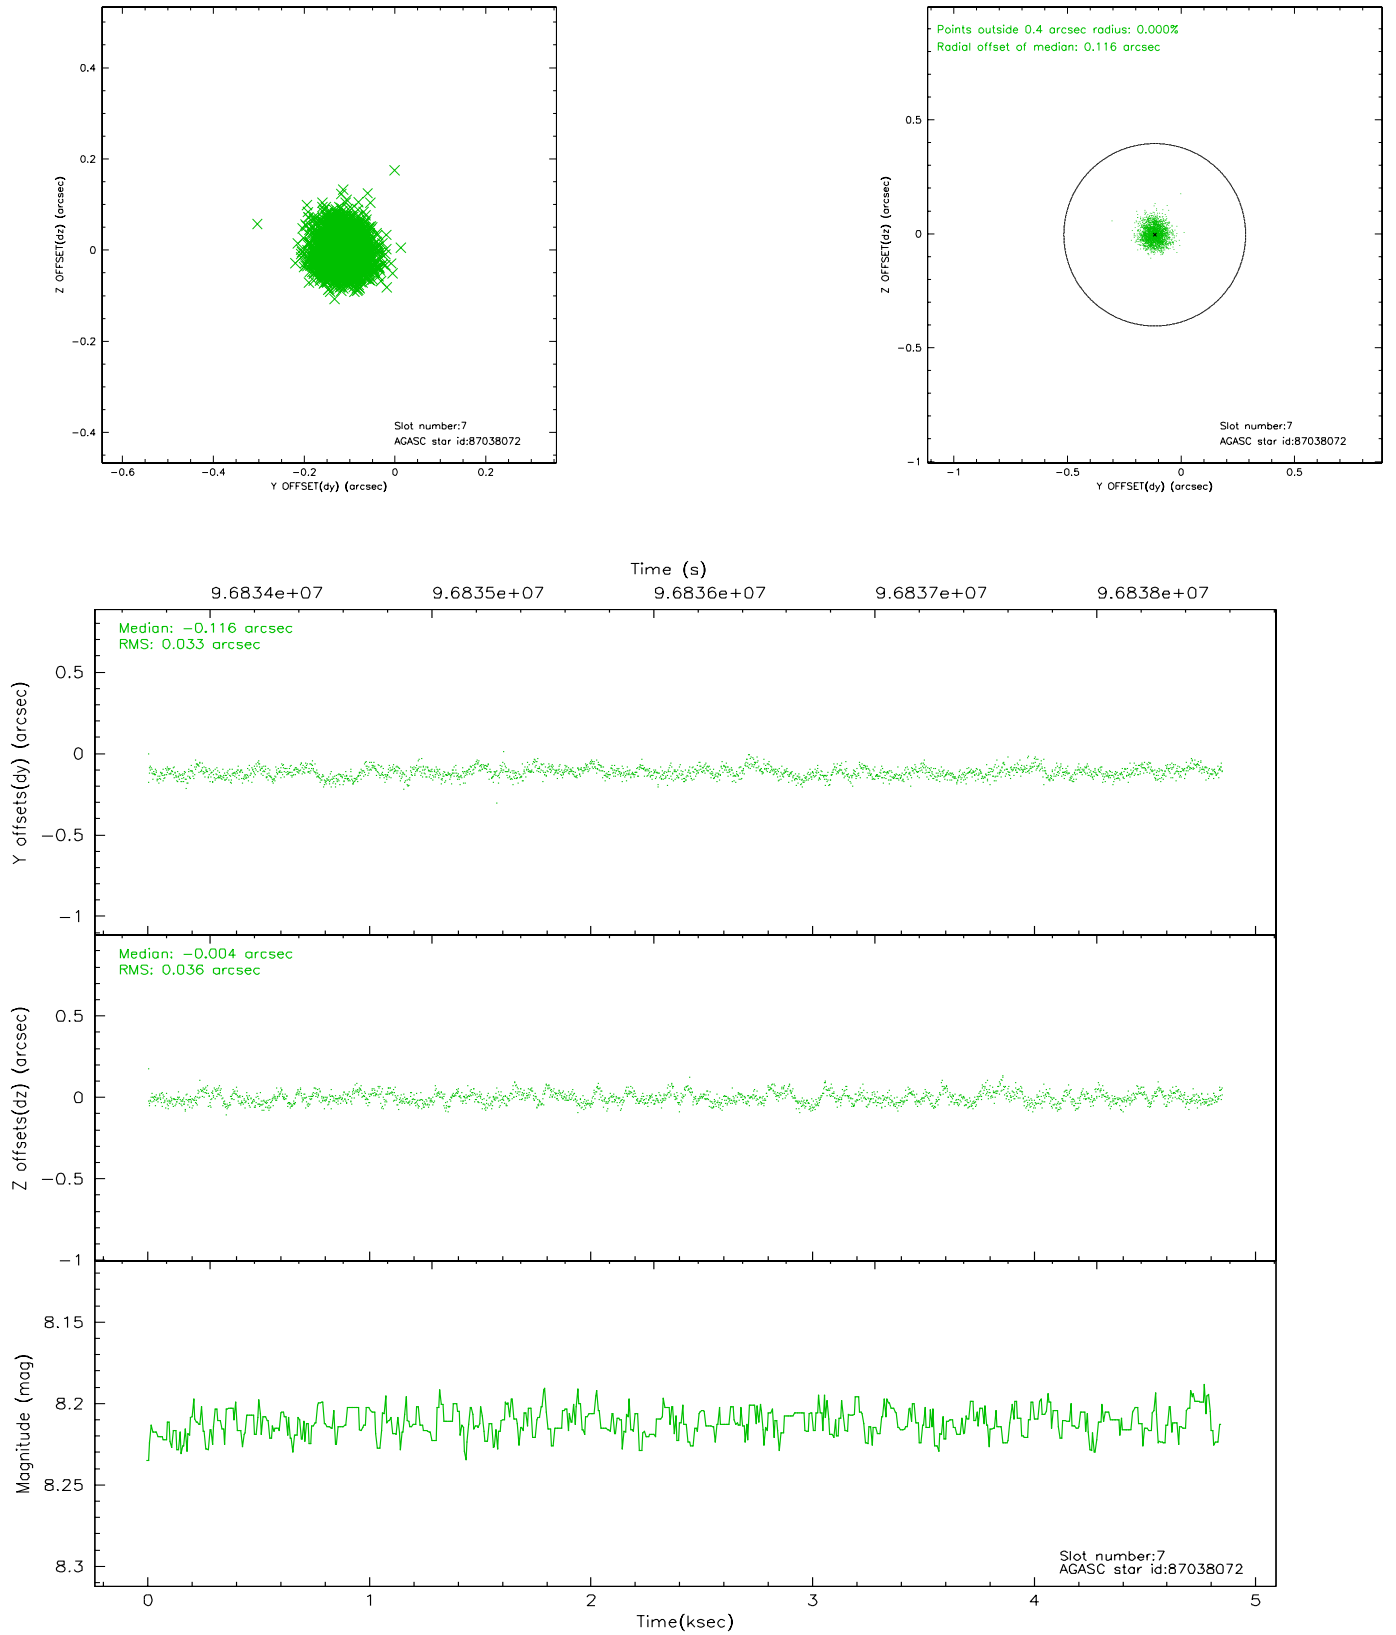 0.4
0.2
0
-0.2
-0.4
Z OFFSET(dz) (arcsec)
Slot number:7
AGASC star id:87038072
-0.6
-0.4
-0.2
0
0.2
Y OFFSET(dy) (arcsec)
Points outside 0.4 arcsec radius: 0.000%
Radial offset of median: 0.116 arcsec
0.5
0
-0.5
-1
Z OFFSET(dz) (arcsec)
Slot number:7
AGASC star id:87038072
-1
-0.5
0
0.5
Y OFFSET(dy) (arcsec)
Time (s)
9.6834e+07
9.6835e+07
9.6836e+07
9.6837e+07
9.6838e+07
Median: -0.116 arcsec
RMS: 0.033 arcsec
0.5
0
-0.5
-1
Y offsets(dy) (arcsec)
Median: -0.004 arcsec
RMS: 0.036 arcsec
0.5
0
-0.5
-1
Z offsets(dz) (arcsec)
8.15
8.2
8.25
8.3
Magnitude (mag)
Slot number:7
AGASC star id:87038072
0
1
2
3
4
5
Time(ksec)